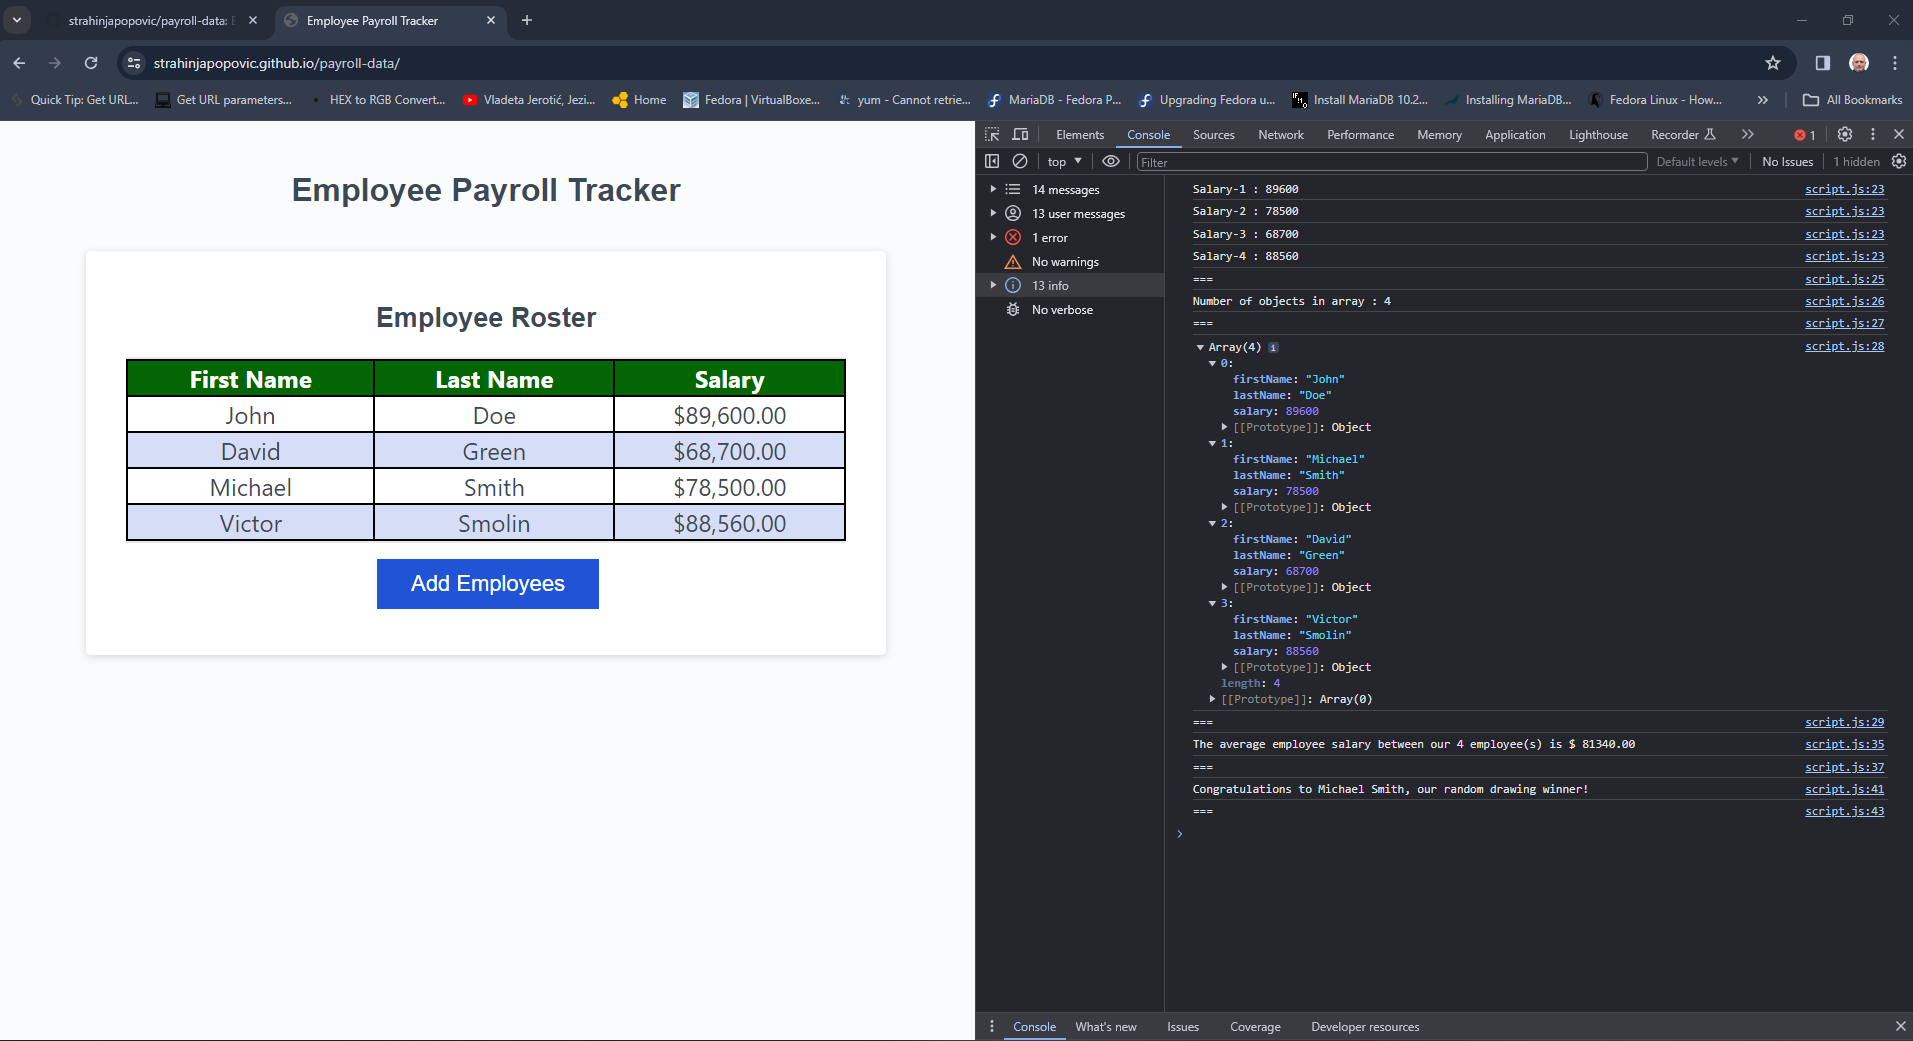 strahinjapopovic/payroll-data: E
Employee Payroll Tracker
strahinjapopovic.github.io/payroll-data/
Quick Tip: Get URL...
Get URL parameters...
HEX to RGB Convert...
Vladeta Jerotić, Jezi...
Home
Fedora | VirtualBoxe...
yum - Cannot retrie...
MariaDB - Fedora P...
Upgrading Fedora u...
Install MariaDB 10.2...
Installing MariaDB...
Fedora Linux - How...
All Bookmarks
Employee Payroll Tracker
Employee Roster
First Name Last Name Salary
John Doe $89,600.00
David Green $68,700.00
Michael Smith $78,500.00
Victor Smolin $88,560.00
Add Employees
Elements Console Sources Network Performance Memory Application Lighthouse Recorder 1
top Filter Default levels No Issues 1 hidden
14 messages
13 user messages
1 error
No warnings
13 info
No verbose
Salary-1 : 89600 script.js:23
Salary-2 : 78500 script.js:23
Salary-3 : 68700 script.js:23
Salary-4 : 88560 script.js:23
=== script.js:25
Number of objects in array : 4 script.js:26
=== script.js:27
Array(4) i script.js:28
0:
firstName: "John"
lastName: "Doe"
salary: 89600
[[Prototype]]: Object
1:
firstName: "Michael"
lastName: "Smith"
salary: 78500
[[Prototype]]: Object
2:
firstName: "David"
lastName: "Green"
salary: 68700
[[Prototype]]: Object
3:
firstName: "Victor"
lastName: "Smolin"
salary: 88560
[[Prototype]]: Object
length: 4
[[Prototype]]: Array(0)
=== script.js:29
The average employee salary between our 4 employee(s) is $ 81340.00 script.js:35
=== script.js:37
Congratulations to Michael Smith, our random drawing winner! script.js:41
=== script.js:43
Console What's new Issues Coverage Developer resources